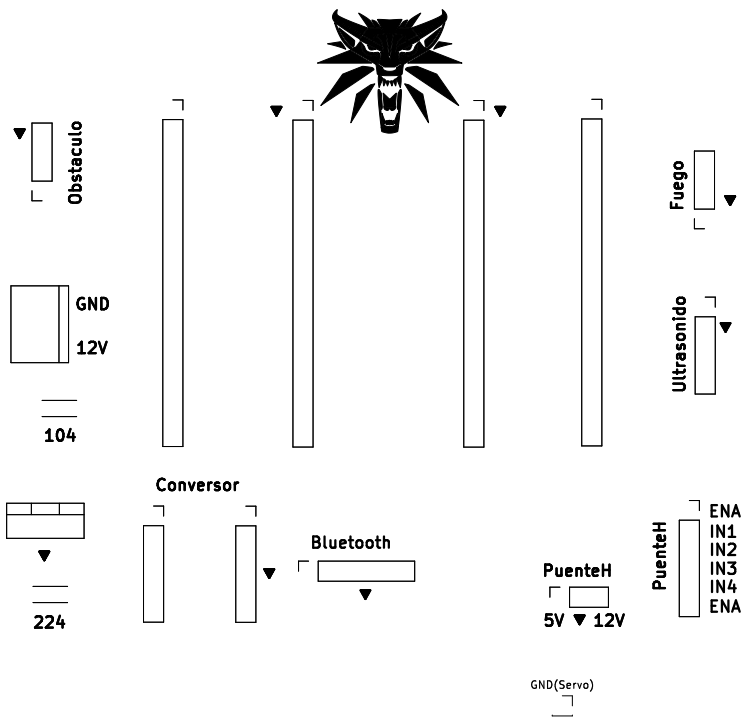 Obstaculo
Fuego
GND
12V
Ultrasonido
104
Conversor
Bluetooth
224
PuenteH
5V 12V
PuenteH
ENA
IN1
IN2
IN3
IN4
ENA
GND(Servo)